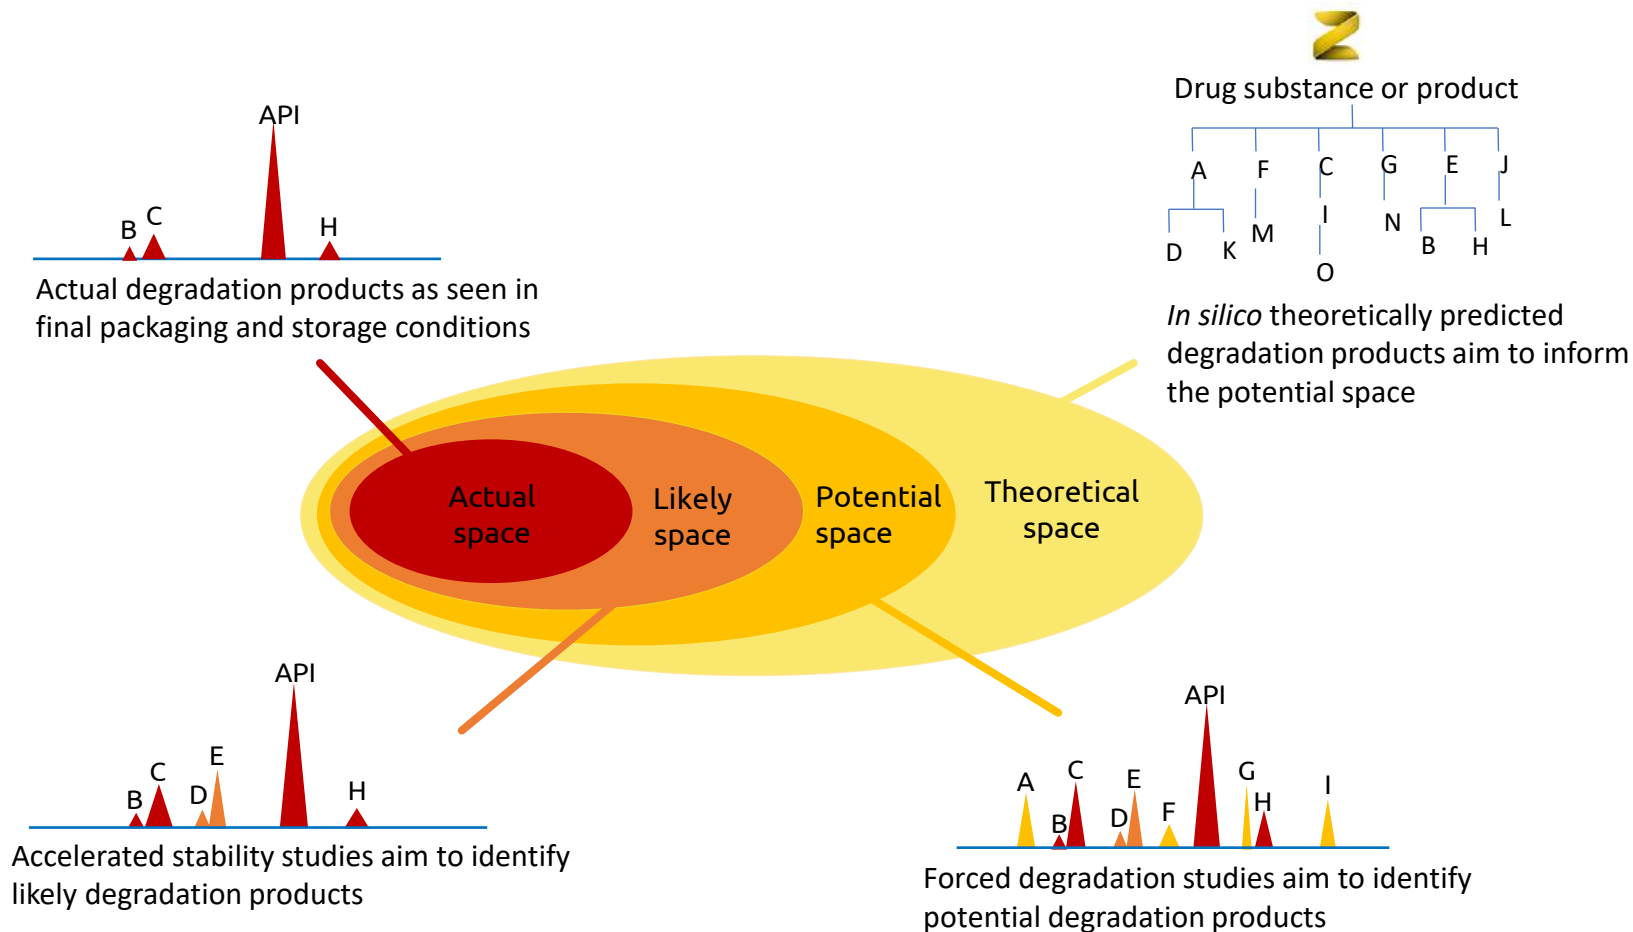 Drug substance or product
A F C G E J
D K M I N B H L
O
In silico theoretically predicted
degradation products aim to inform
the potential space
API
B C H
Actual degradation products as seen in
final packaging and storage conditions
Actual
space
Likely
space
Potential
space
Theoretical
space
API
B C D E H
Accelerated stability studies aim to identify
likely degradation products
API
A B C D E F G H I
Forced degradation studies aim to identify
potential degradation products